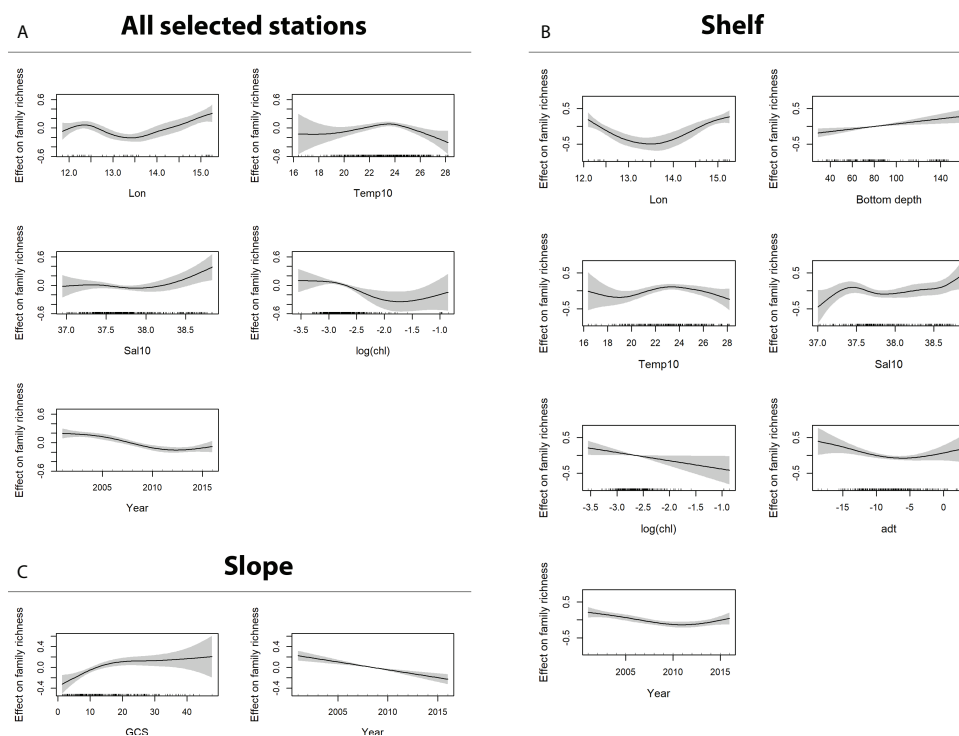 A
All selected stations
Effect on family richness
-0.6 0.0 0.6
12.0 13.0 14.0 15.0
Lon
Effect on family richness
-0.6 0.0 0.6
16 18 20 22 24 26 28
Temp10
Effect on family richness
-0.6 0.0 0.6
37.0 37.5 38.0 38.5
Sal10
Effect on family richness
-0.6 0.0 0.6
-3.5 -3.0 -2.5 -2.0 -1.5 -1.0
log(chl)
Effect on family richness
-0.6 0.0 0.6
2005 2010 2015
Year
B
Shelf
Effect on family richness
-0.5 0.5
12.0 13.0 14.0 15.0
Lon
Effect on family richness
-0.5 0.5
40 60 80 100 140
Bottom depth
Effect on family richness
-0.5 0.5
16 18 20 22 24 26 28
Temp10
Effect on family richness
-0.5 0.5
37.0 37.5 38.0 38.5
Sal10
Effect on family richness
-0.5 0.5
-3.5 -3.0 -2.5 -2.0 -1.5 -1.0
log(chl)
Effect on family richness
-0.5 0.5
-15 -10 -5 0
adt
Effect on family richness
-0.5 0.5
2005 2010 2015
Year
C
Slope
Effect on family richness
-0.4 0.0 0.4
0 10 20 30 40
GCS
Effect on family richness
-0.4 0.0 0.4
2005 2010 2015
Year